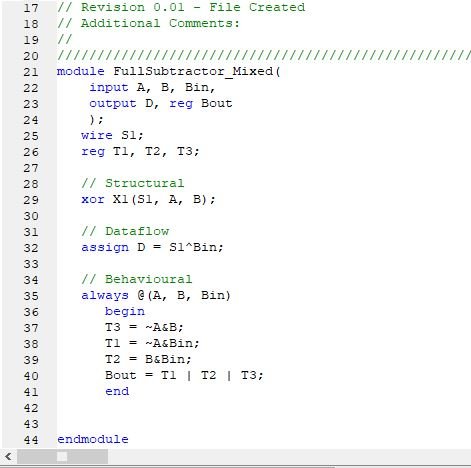 17 // Revision 0.01 - File Created
18 // Additional Comments:
19 //
20 //////////////////////////////////////////////////////
21 module FullSubtractor_Mixed(
22     input A, B, Bin,
23     output D, reg Bout
24     );
25    wire S1;
26    reg T1, T2, T3;
27
28    // Structural
29    xor X1(S1, A, B);
30
31    // Dataflow
32    assign D = S1^Bin;
33
34    // Behavioural
35    always @(A, B, Bin)
36       begin
37       T3 = ~A&B;
38       T1 = ~A&Bin;
39       T2 = B&Bin;
40       Bout = T1 | T2 | T3;
41       end
42
43
44 endmodule